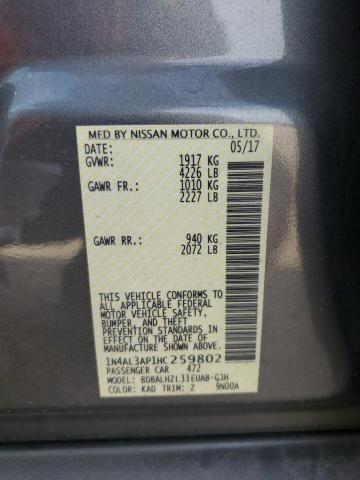 MFD BY NISSAN MOTOR CO., LTD.
DATE: 05/17
GVWR: 1917 KG
4226 LB
GAWR FR.: 1010 KG
2227 LB
GAWR RR.: 940 KG
2072 LB
THIS VEHICLE CONFORMS TO
ALL APPLICABLE FEDERAL
MOTOR VEHICLE SAFETY,
BUMPER, AND THEFT
PREVENTION STANDARDS IN
EFFECT ON THE DATE OF
MANUFACTURE SHOWN ABOVE.
1N4AL3AP1HC259802
PASSENGER CAR 472
MODEL: BDBALHZL33EUAB-GJH
COLOR: KAD TRIM: Z 9N00A